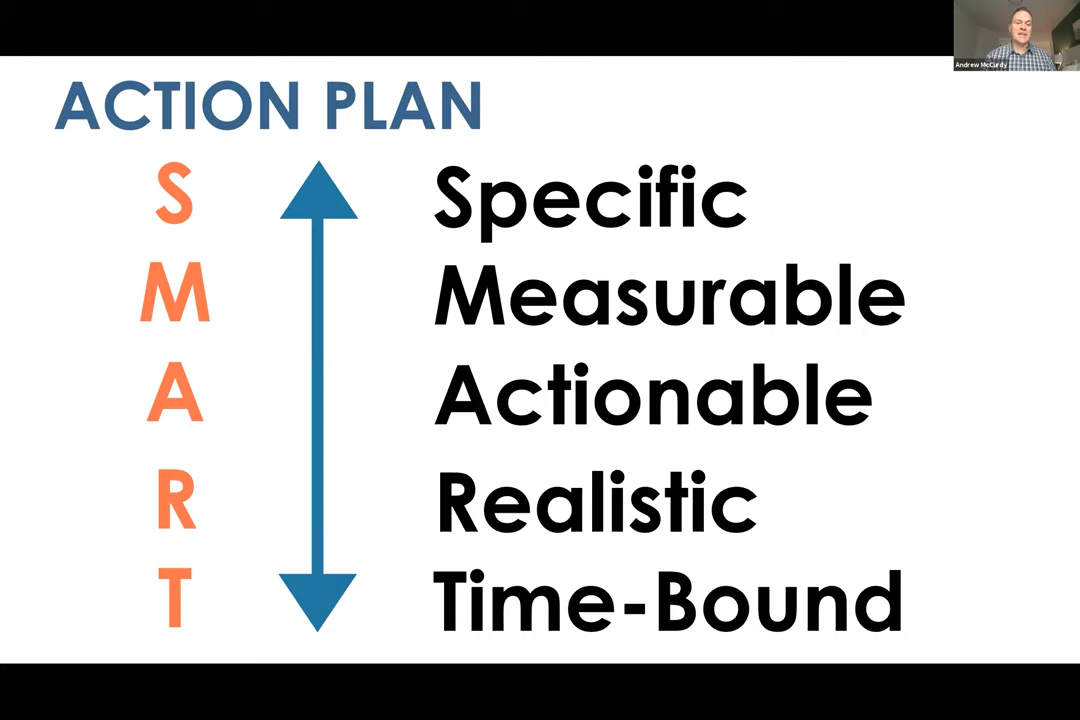 Andrew McCurdy
ACTION PLAN
S Specific
M Measurable
A Actionable
R Realistic
T Time-Bound